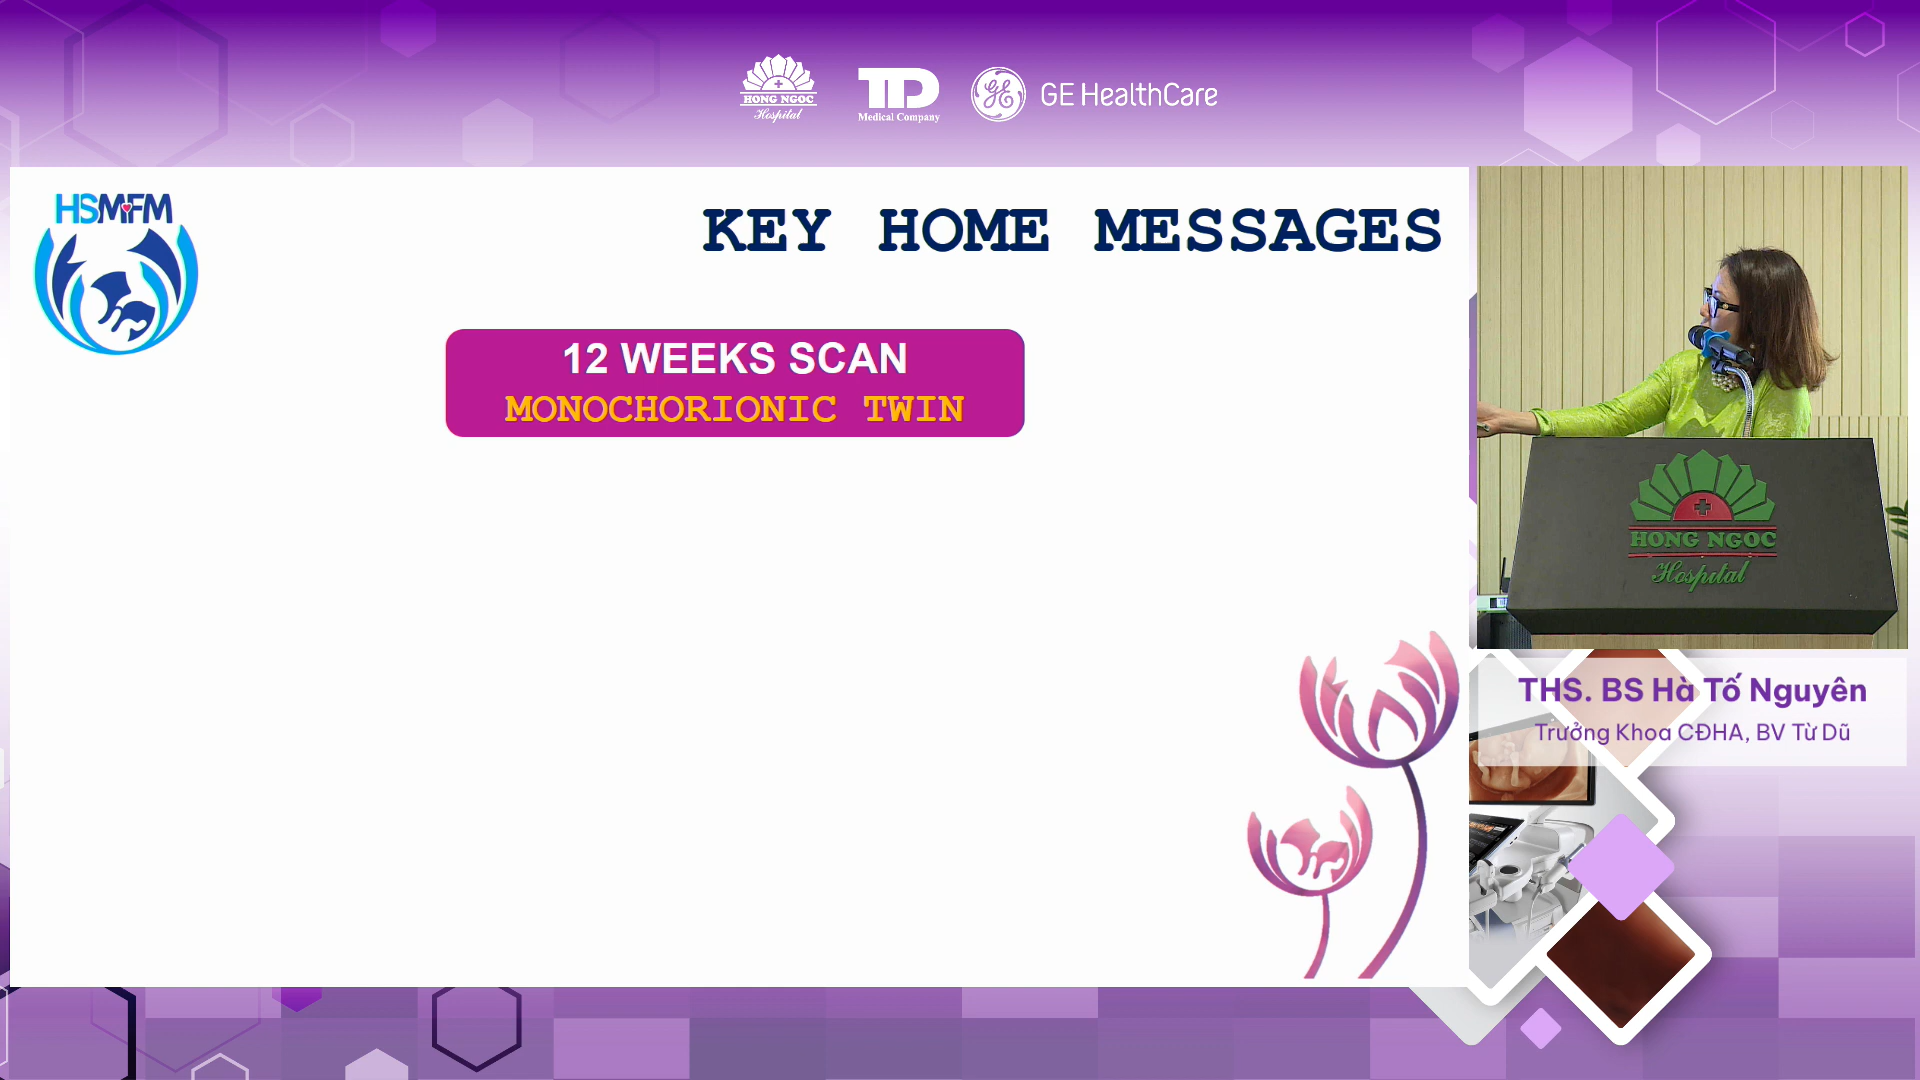 HONG NGOC
Hospital
TD
Medical Company
GE HealthCare
HSMFM
KEY HOME MESSAGES
12 WEEKS SCAN
MONOCHORIONIC TWIN
HONG NGOC
Hospital
THS. BS Hà Tố Nguyên
Trưởng Khoa CĐHA, BV Từ Dũ